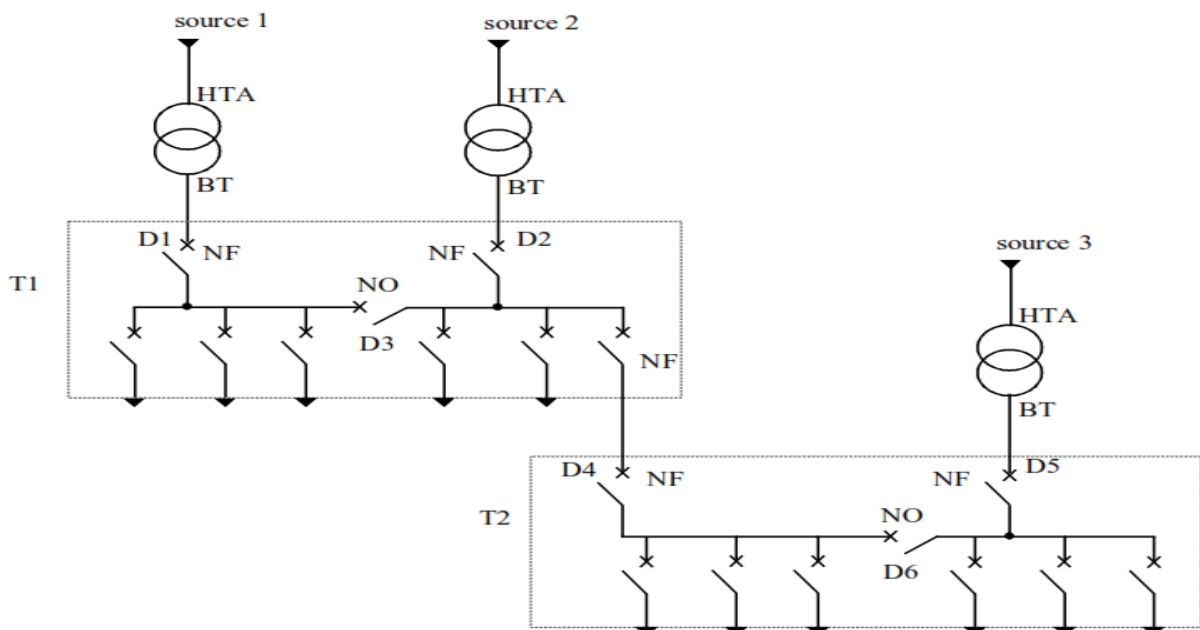 source 1
source 2
HTA
HTA
BT
BT
D1
NF
NF
D2
source 3
T1
NO
D3
HTA
NF
BT
D4
NF
NF
D5
T2
NO
D6